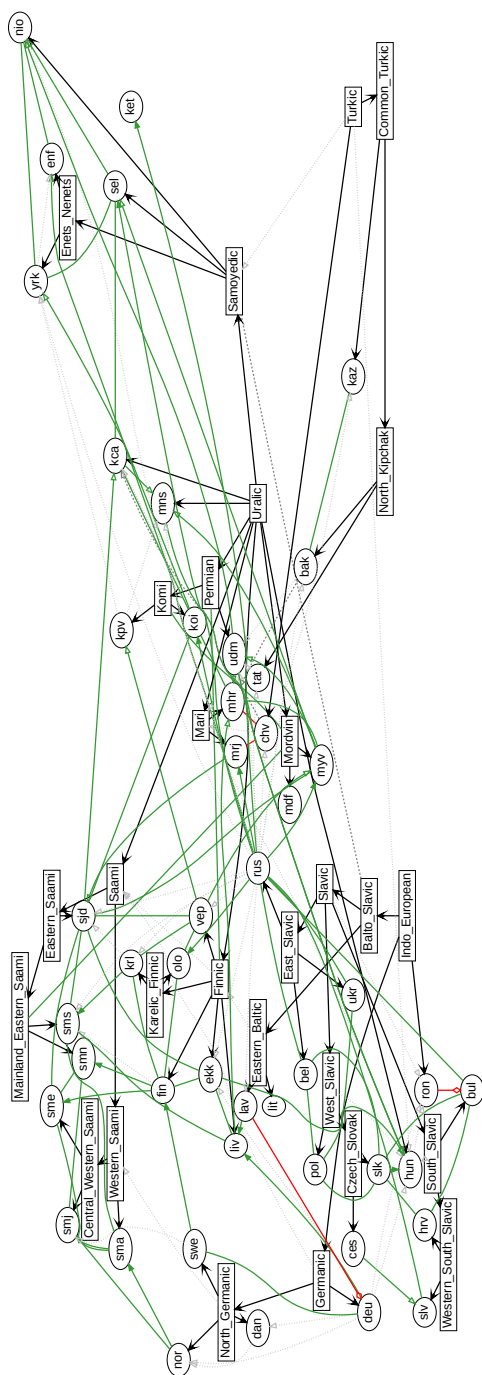 nio
ket
Turkic
Common_Turkic
enf
sel
Enets_Nenets
yrk
Samoyedic
kaz
kca
mns
Uralic
North_Kipchak
bak
Komi
Permian
kpv
koi
udm
tat
Mari
mhr
chv
Mordvin
mrj
myv
mdf
rus
Saami
Eastern_Saami
sjd
vep
Slavic
Balto_Slavic
Indo_European
Mainland_Eastern_Saami
sms
smn
krl
olo
Karelic_Finnic
Finnic
East_Slavic
ukr
Eastern_Baltic
sme
fin
ekk
lav
lit
bel
West_Slavic
ron
bul
Central_Western_Saami
Western_Saami
liv
pol
Czech_Slovak
slk
hun
South_Slavic
smj
sma
swe
ces
hrv
Western_South_Slavic
slv
Germanic
North_Germanic
deu
dan
nor